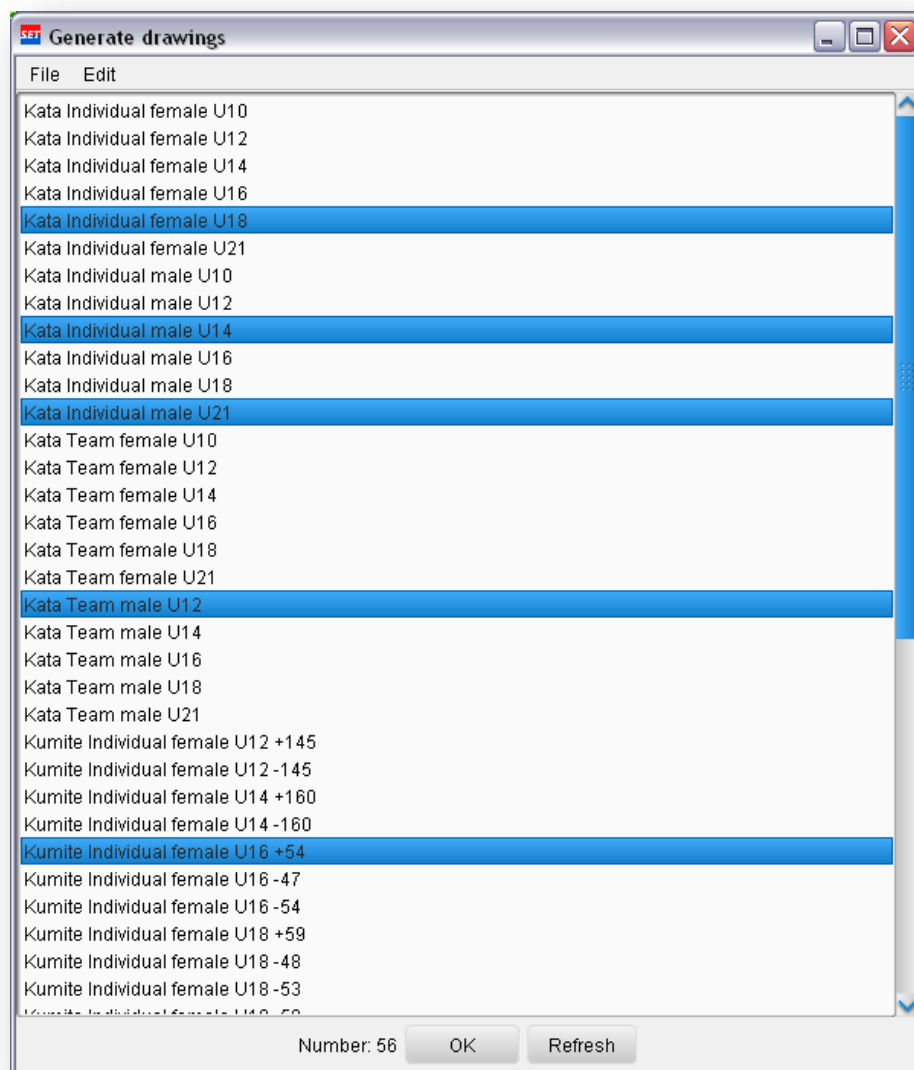 SET Generate drawings
File Edit
Kata Individual female U10
Kata Individual female U12
Kata Individual female U14
Kata Individual female U16
Kata Individual female U18
Kata Individual female U21
Kata Individual male U10
Kata Individual male U12
Kata Individual male U14
Kata Individual male U16
Kata Individual male U18
Kata Individual male U21
Kata Team female U10
Kata Team female U12
Kata Team female U14
Kata Team female U16
Kata Team female U18
Kata Team female U21
Kata Team male U12
Kata Team male U14
Kata Team male U16
Kata Team male U18
Kata Team male U21
Kumite Individual female U12 +145
Kumite Individual female U12 -145
Kumite Individual female U14 +160
Kumite Individual female U14 -160
Kumite Individual female U16 +54
Kumite Individual female U16 -47
Kumite Individual female U16 -54
Kumite Individual female U18 +59
Kumite Individual female U18 -48
Kumite Individual female U18 -53
Number: 56 OK Refresh